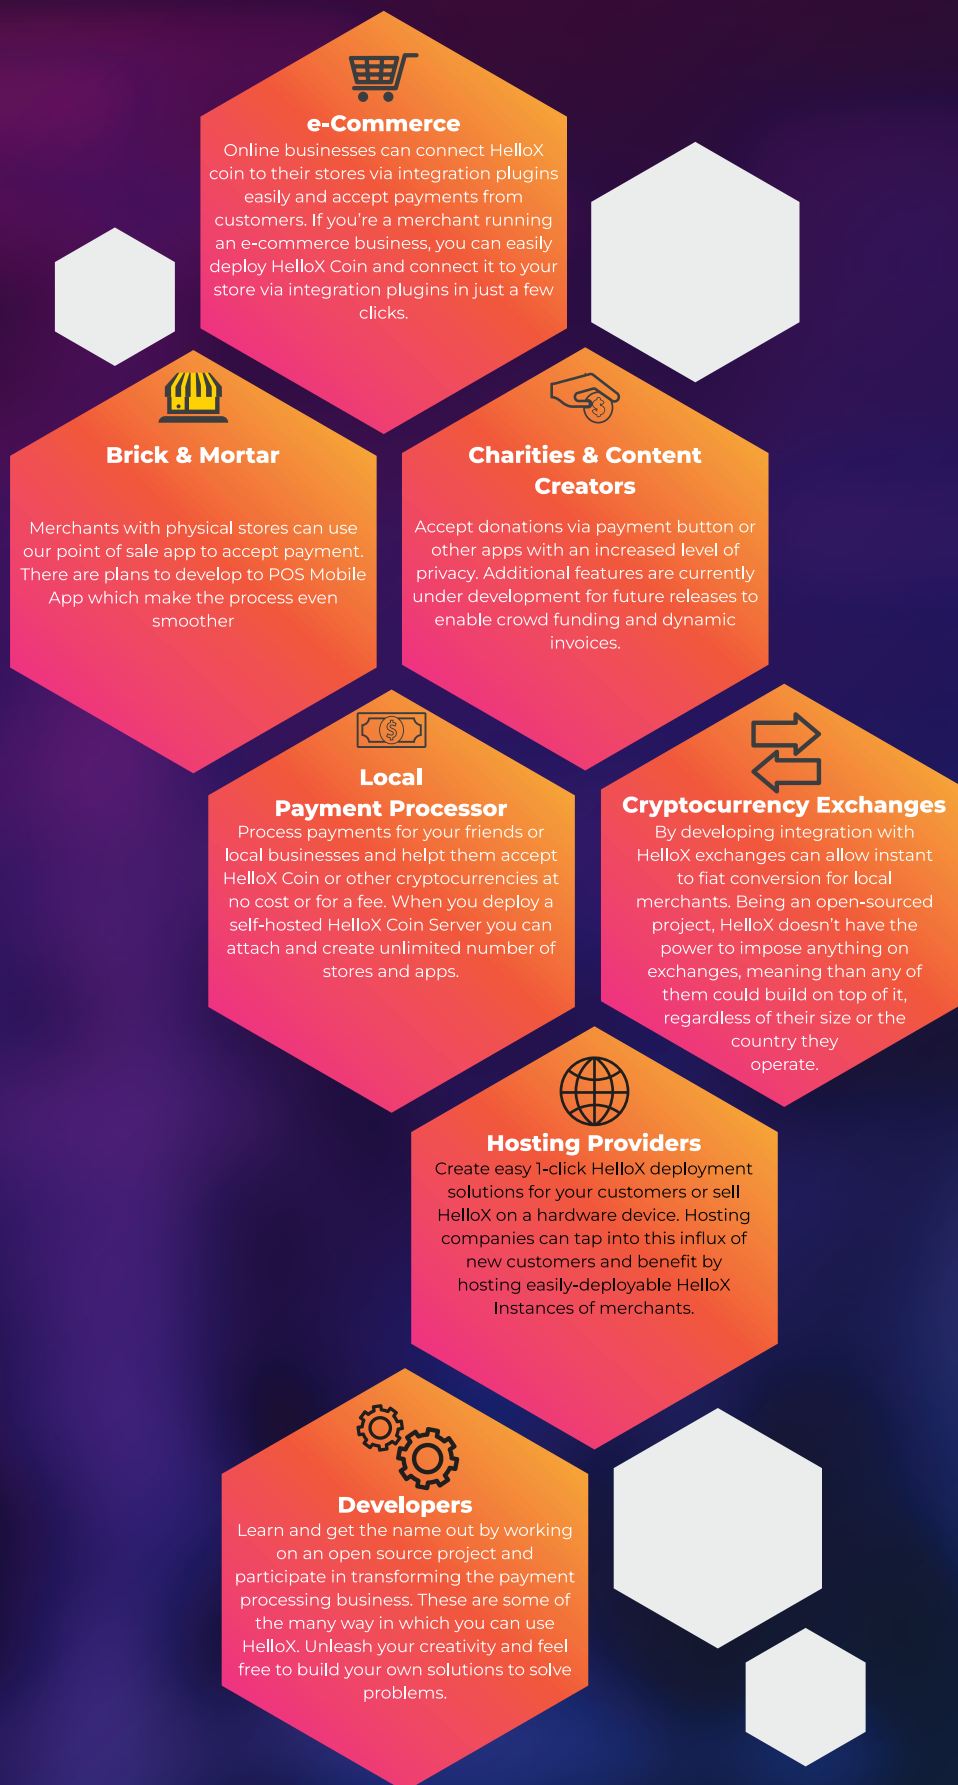 e-Commerce
Online businesses can connect HelloX
coin to their stores via integration plugins
easily and accept payments from
customers. If you're a merchant running
an e-commerce business, you can easily
deploy HelloX Coin and connect it to your
store via integration plugins in just a few
clicks.
Brick & Mortar
Merchants with physical stores can use
our point of sale app to accept payment.
There are plans to develop to POS Mobile
App which make the process even
smoother
Charities & Content
Creators
Accept donations via payment button or
other apps with an increased level of
privacy. Additional features are currently
under development for future releases to
enable crowd funding and dynamic
invoices.
Local
Payment Processor
Process payments for your friends or
local businesses and helpt them accept
HelloX Coin or other cryptocurrencies at
no cost or for a fee. When you deploy a
self-hosted HelloX Coin Server you can
attach and create unlimited number of
stores and apps.
Cryptocurrency Exchanges
By developing integration with
HelloX exchanges can allow instant
to fiat conversion for local
merchants. Being an open-sourced
project, HelloX doesn't have the
power to impose anything on
exchanges, meaning than any of
them could build on top of it,
regardless of their size or the
country they
operate.
Hosting Providers
Create easy 1-click HelloX deployment
solutions for your customers or sell
HelloX on a hardware device. Hosting
companies can tap into this influx of
new customers and benefit by
hosting easily-deployable HelloX
Instances of merchants.
Developers
Learn and get the name out by working
on an open source project and
participate in transforming the payment
processing business. These are some of
the many way in which you can use
HelloX. Unleash your creativity and feel
free to build your own solutions to solve
problems.